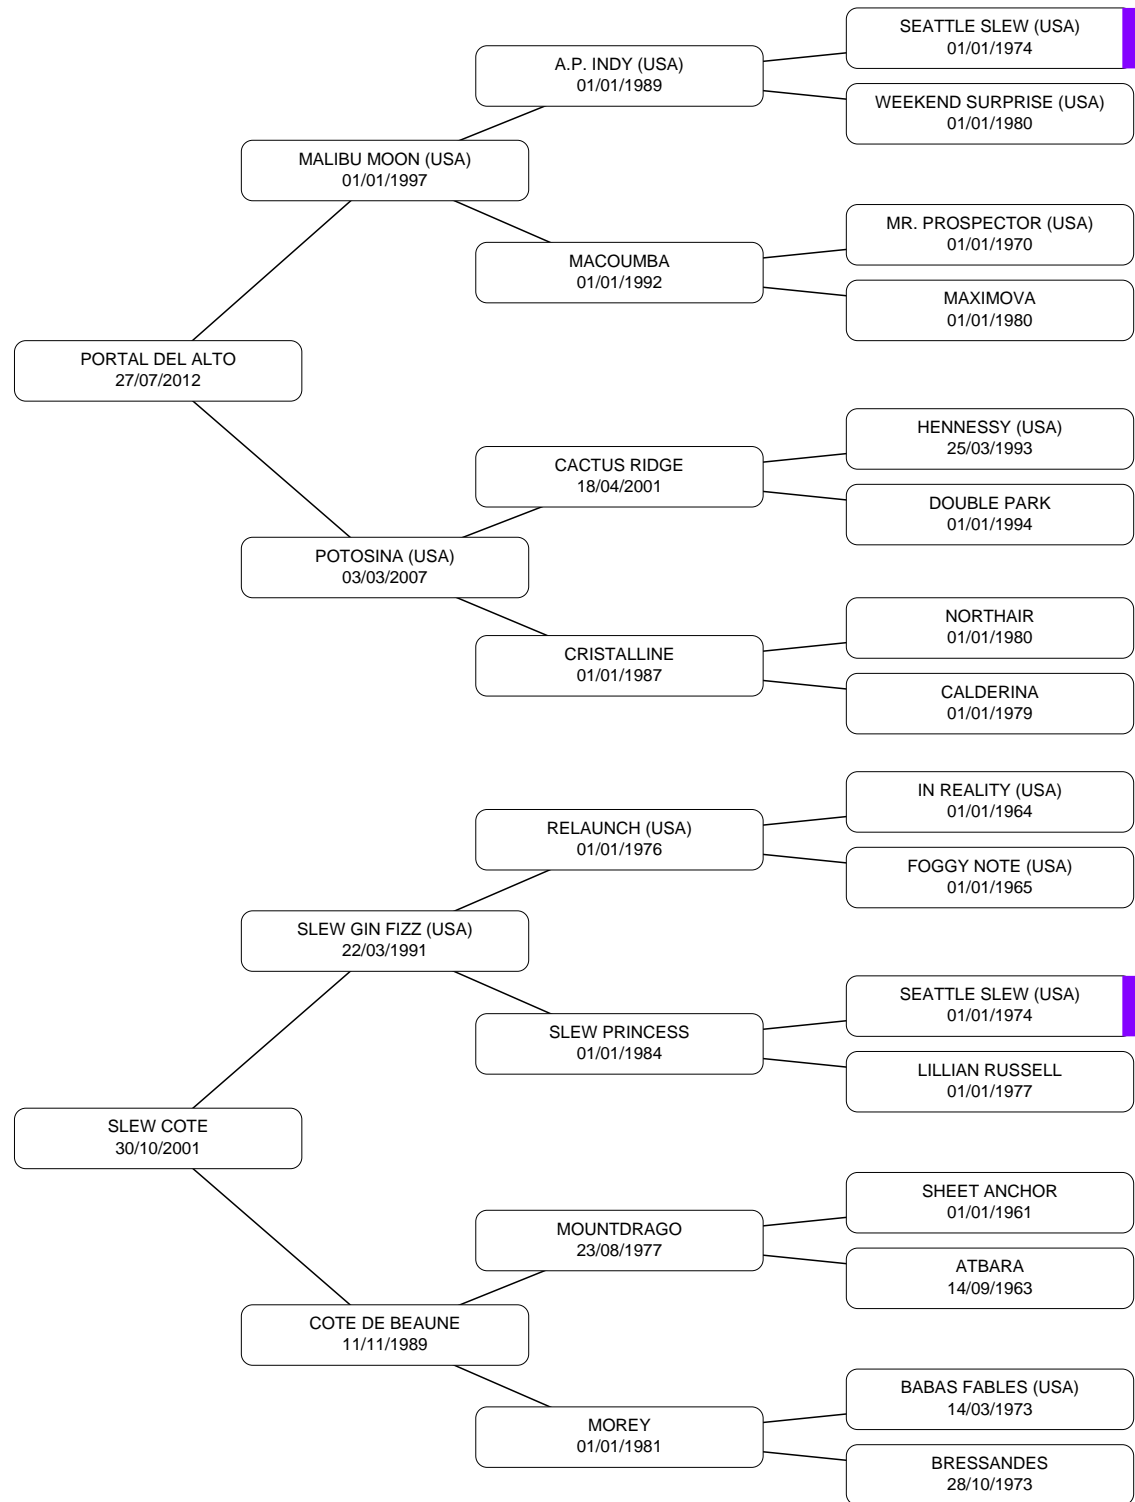 SEATTLE SLEW (USA)
01/01/1974
A.P. INDY (USA)
01/01/1989
WEEKEND SURPRISE (USA)
01/01/1980
MALIBU MOON (USA)
01/01/1997
MR. PROSPECTOR (USA)
01/01/1970
MACOUMBA
01/01/1992
MAXIMOVA
01/01/1980
PORTAL DEL ALTO
27/07/2012
HENNESSY (USA)
25/03/1993
CACTUS RIDGE
18/04/2001
DOUBLE PARK
01/01/1994
POTOSINA (USA)
03/03/2007
NORTHAIR
01/01/1980
CRISTALLINE
01/01/1987
CALDERINA
01/01/1979
IN REALITY (USA)
01/01/1964
RELAUNCH (USA)
01/01/1976
FOGGY NOTE (USA)
01/01/1965
SLEW GIN FIZZ (USA)
22/03/1991
SEATTLE SLEW (USA)
01/01/1974
SLEW PRINCESS
01/01/1984
LILLIAN RUSSELL
01/01/1977
SLEW COTE
30/10/2001
SHEET ANCHOR
01/01/1961
MOUNTDRAGO
23/08/1977
ATBARA
14/09/1963
COTE DE BEAUNE
11/11/1989
BABAS FABLES (USA)
14/03/1973
MOREY
01/01/1981
BRESSANDES
28/10/1973